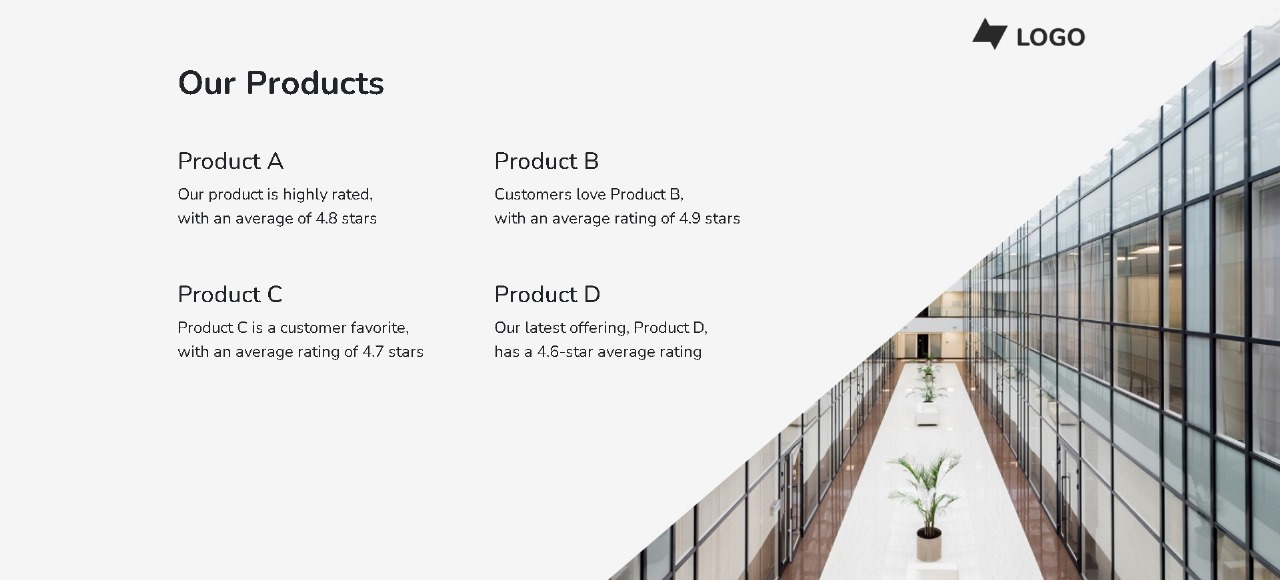 LOGO
Our Products
Product A
Our product is highly rated,
with an average of 4.8 stars
Product B
Customers love Product B,
with an average rating of 4.9 stars
Product C
Product C is a customer favorite,
with an average rating of 4.7 stars
Product D
Our latest offering, Product D,
has a 4.6-star average rating